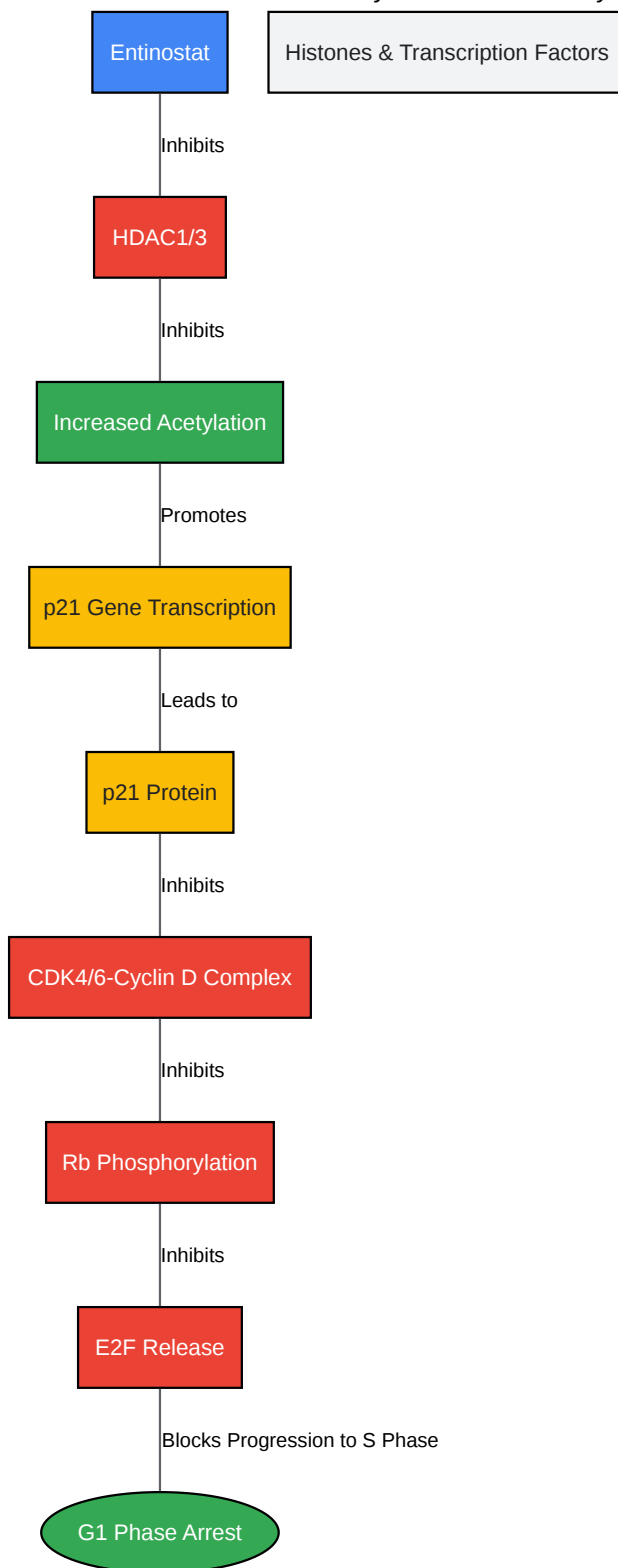 Entinostat
Histones & Transcription Factors
Inhibits
HDAC1/3
Inhibits
Increased Acetylation
Promotes
p21 Gene Transcription
Leads to
p21 Protein
Inhibits
CDK4/6-Cyclin D Complex
Inhibits
Rb Phosphorylation
Inhibits
E2F Release
Blocks Progression to S Phase
G1 Phase Arrest